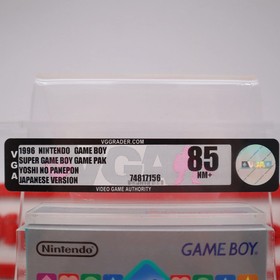 VGGRADER.COM
VGA
1996 NINTENDO GAME BOY
SUPER GAME BOY GAME PAK
YOSHI NO PANEPON
JAPANESE VERSION
74817156
85
NM+
VIDEO GAME AUTHORITY
Nintendo
GAME BOY